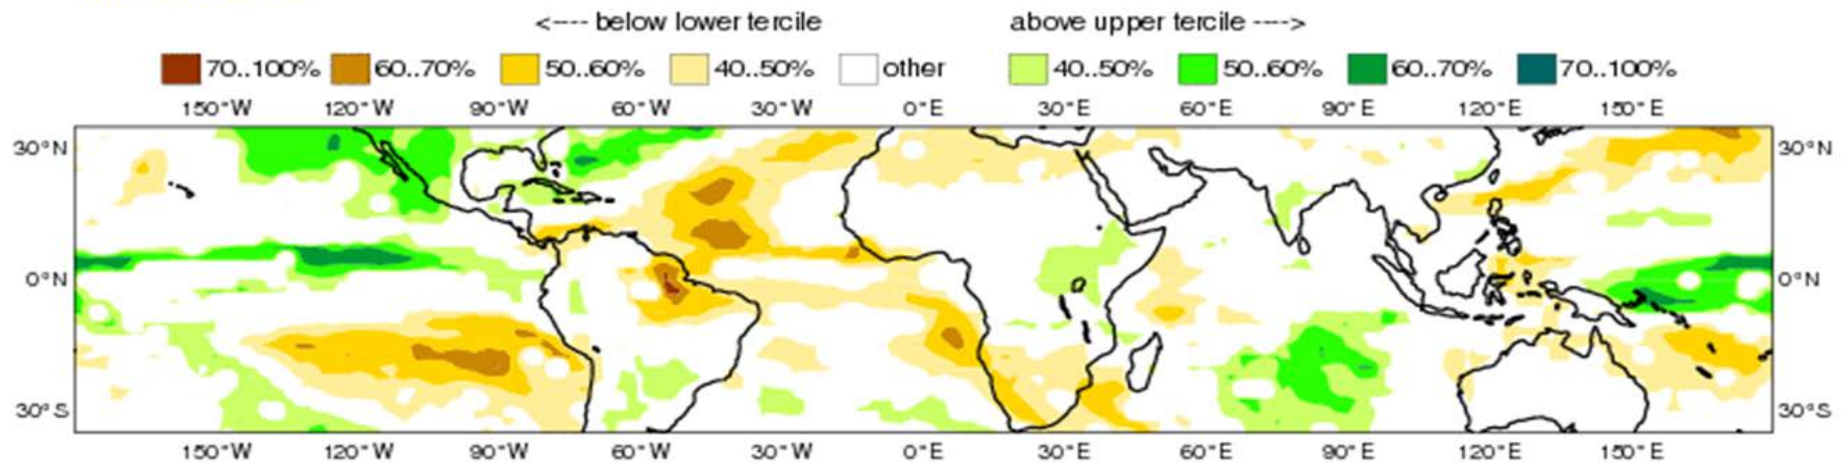 <---- below lower tercile above upper tercile ---->
70..100% 60..70% 50..60% 40..50% other 40..50% 50..60% 60..70% 70..100%
150°W 120°W 90°W 60°W 30°W 0°E 30°E 60°E 90°E 120°E 150°E
30°N 30°N
0°N 0°N
30°S 30°S
150°W 120°W 90°W 60°W 30°W 0°E 30°E 60°E 90°E 120°E 150°E